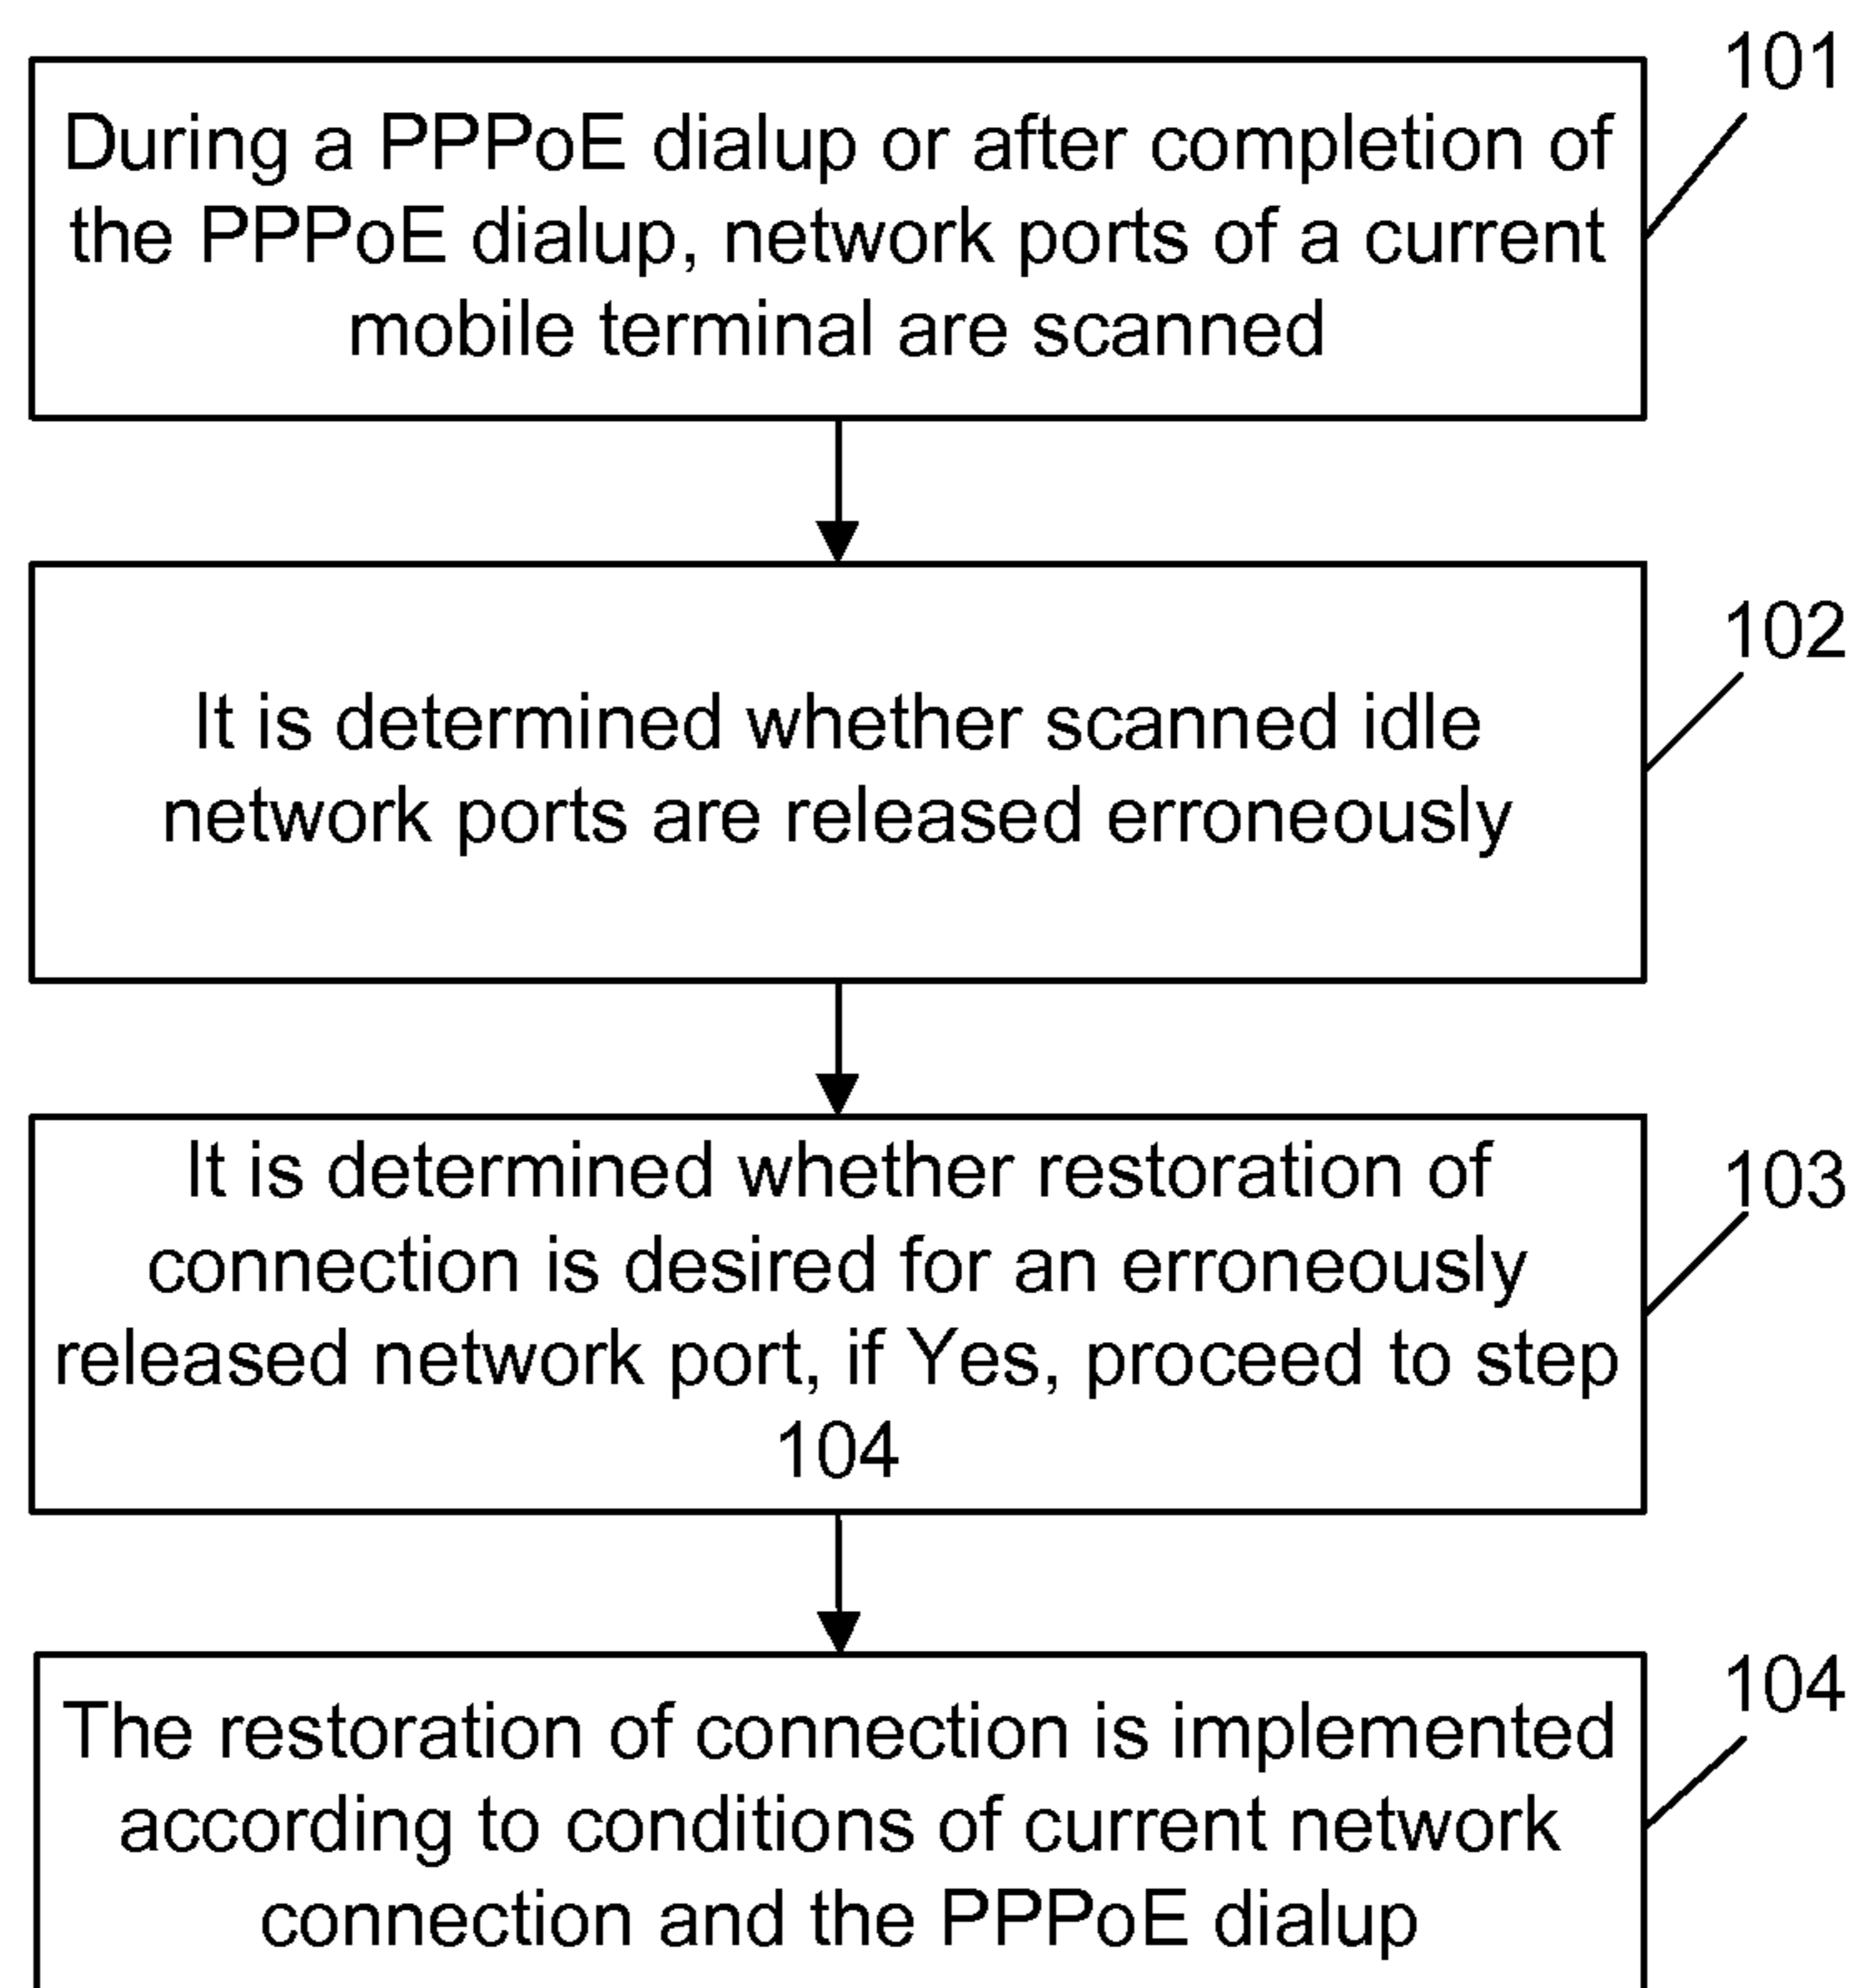 101
During a PPPoE dialup or after completion of
the PPPoE dialup, network ports of a current
mobile terminal are scanned
102
It is determined whether scanned idle
network ports are released erroneously
103
It is determined whether restoration of
connection is desired for an erroneously
released network port, if Yes, proceed to step
104
104
The restoration of connection is implemented
according to conditions of current network
connection and the PPPoE dialup